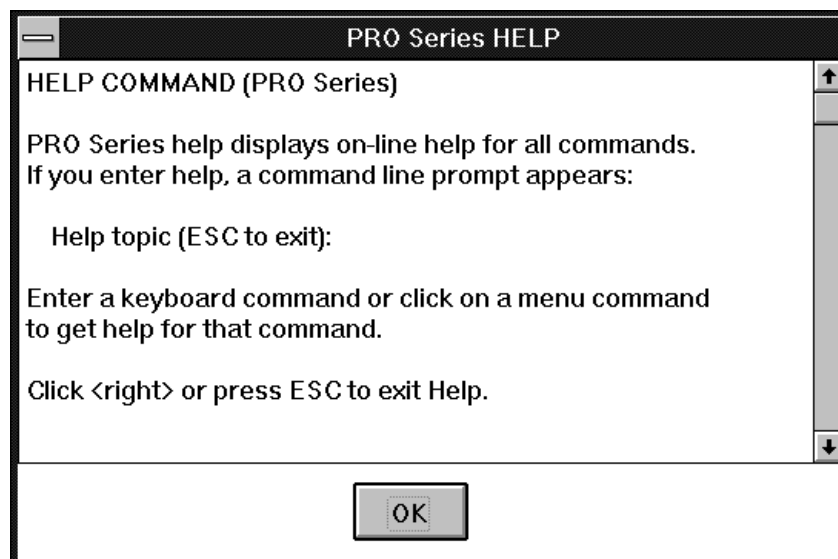 PRO Series HELP
HELP COMMAND (PRO Series)
PRO Series help displays on-line help for all commands.
If you enter help, a command line prompt appears:
Help topic (ESC to exit):
Enter a keyboard command or click on a menu command
to get help for that command.
Click <right> or press ESC to exit Help.
OK